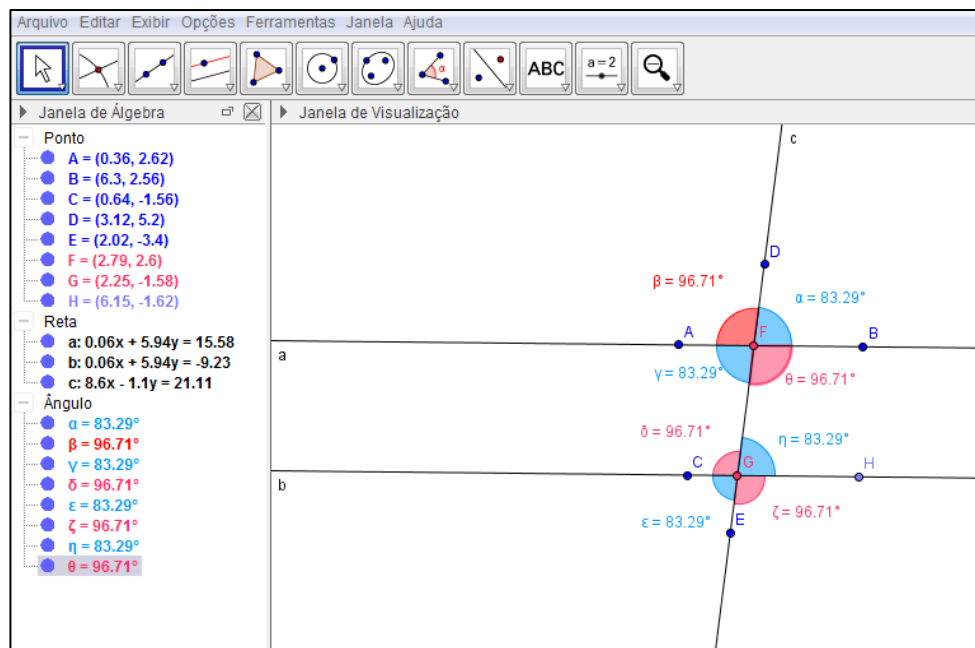 Arquivo Editar Exibir Opções Ferramentas Janela Ajuda
ABC
a = 2
Janela de Álgebra
Janela de Visualização
Ponto
A = (0.36, 2.62)
B = (6.3, 2.56)
C = (0.64, -1.56)
D = (3.12, 5.2)
E = (2.02, -3.4)
F = (2.79, 2.6)
G = (2.25, -1.58)
H = (6.15, -1.62)
Reta
a: 0.06x + 5.94y = 15.58
b: 0.06x + 5.94y = -9.23
c: 8.6x - 1.1y = 21.11
Ângulo
α = 83.29°
β = 96.71°
γ = 83.29°
δ = 96.71°
ε = 83.29°
ζ = 96.71°
η = 83.29°
θ = 96.71°
c
D
β = 96.71°
α = 83.29°
A
F
B
a
γ = 83.29°
θ = 96.71°
δ = 96.71°
η = 83.29°
C
G
H
b
ε = 83.29°
E
ζ = 96.71°